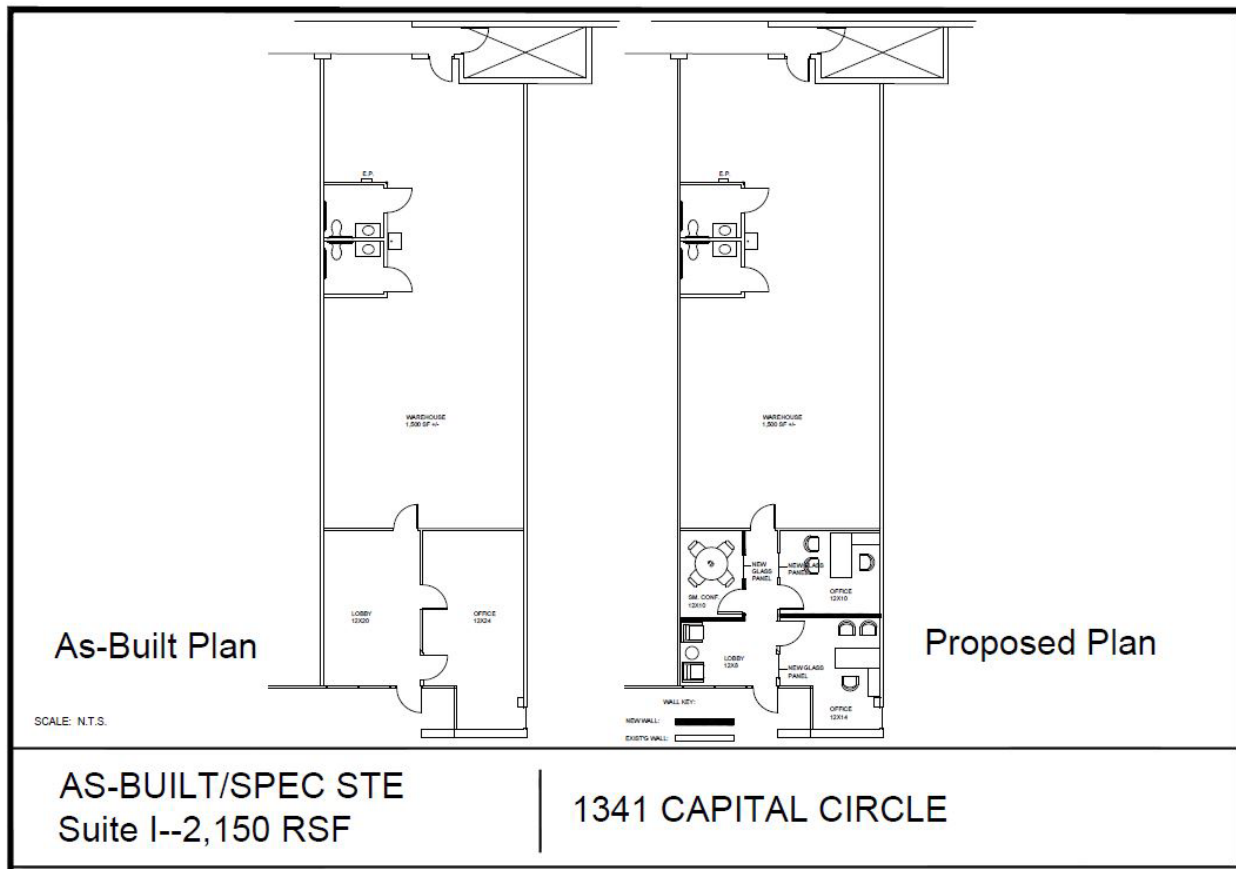 E.P.
WAREHOUSE
1,500 SF +/-
LOBBY
12X20
OFFICE
12X24
As-Built Plan
SCALE: N.T.S.
E.P.
WAREHOUSE
1,500 SF +/-
NEW
GLASS
PANEL
NEW GLASS
PANEL
SM. CONF
12X10
OFFICE
12X10
LOBBY
12X8
NEW GLASS
PANEL
OFFICE
12X14
Proposed Plan
WALL KEY:
NEW WALL:
EXIST'G WALL:
AS-BUILT/SPEC STE
Suite I--2,150 RSF
1341 CAPITAL CIRCLE